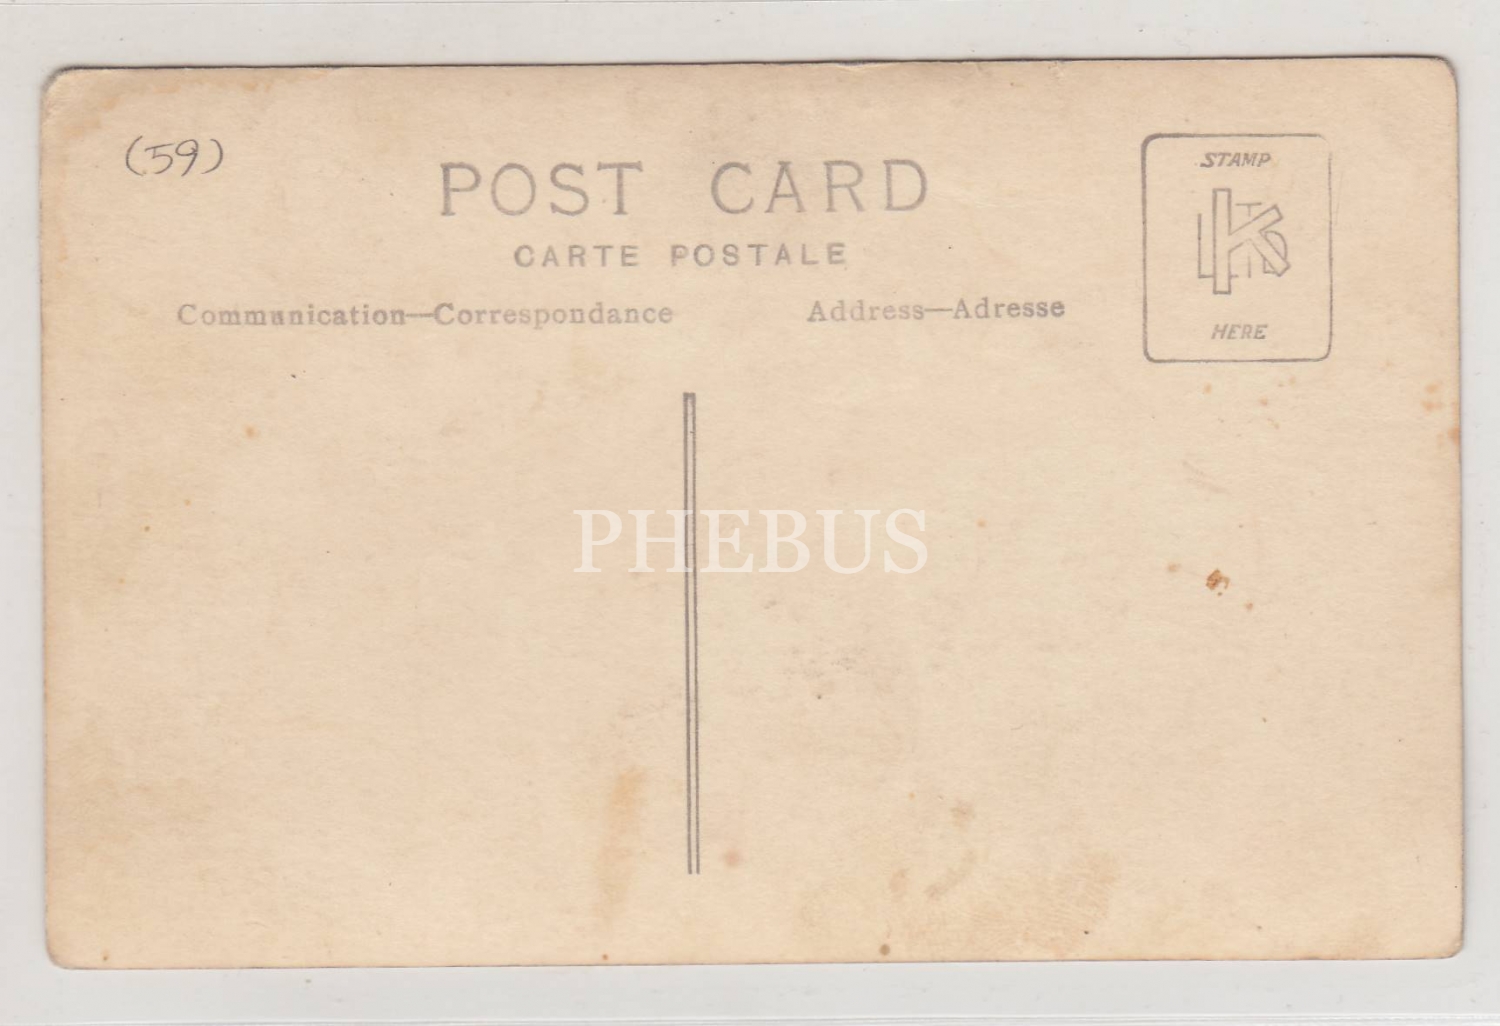 (59)
POST CARD
CARTE POSTALE
Communication—Correspondance
Address—Adresse
STAMP
K
HERE
PHEBUS